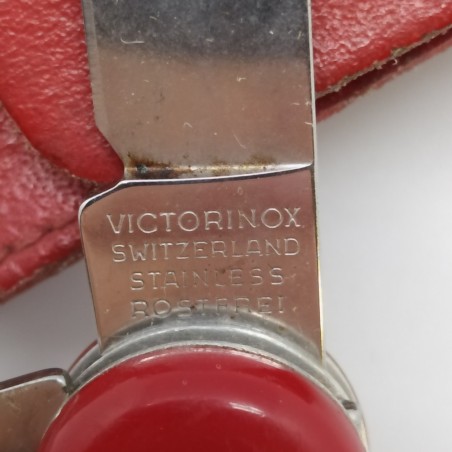 VICTORINOX
SWITZERLAND
STAINLESS
ROSTFREI